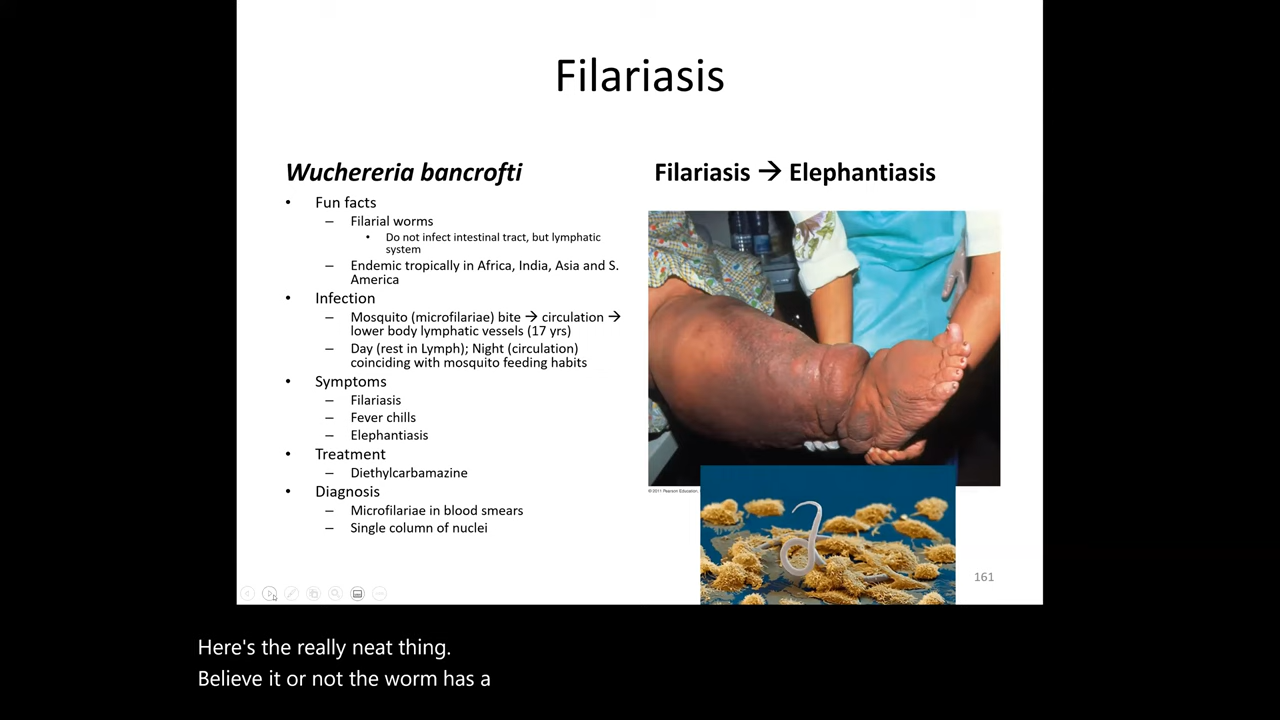 Filariasis
Wuchereria bancrofti
• Fun facts
– Filarial worms
• Do not infect intestinal tract, but lymphatic
system
– Endemic tropically in Africa, India, Asia and S.
America
• Infection
– Mosquito (microfilariae) bite → circulation →
lower body lymphatic vessels (17 yrs)
– Day (rest in Lymph); Night (circulation)
coinciding with mosquito feeding habits
• Symptoms
– Filariasis
– Fever chills
– Elephantiasis
• Treatment
– Diethylcarbamazine
• Diagnosis
– Microfilariae in blood smears
– Single column of nuclei
Filariasis → Elephantiasis
© 2011 Pearson Education,
161
Here's the really neat thing.
Believe it or not the worm has a